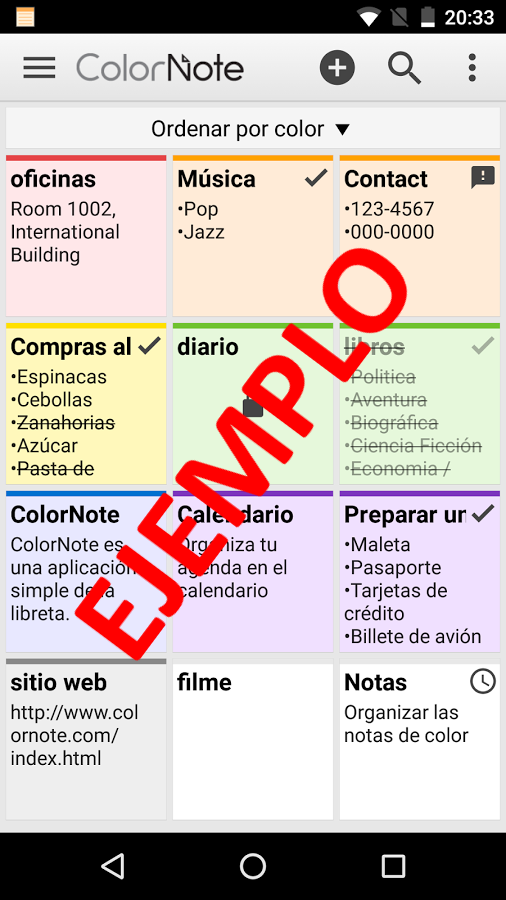 20:33
ColorNote
Ordenar por color ▼
oficinas
Room 1002,
International
Building
Música
•Pop
•Jazz
Contact
•123-4567
•000-0000
Compras al
•Espinacas
•Cebollas
•Zanahorias
•Azúcar
•Pasta de
diario
libros
•Politica
•Aventura
•Biográfica
•Ciencia Ficción
•Economia /
ColorNote
ColorNote es
una aplicación
simple de la
libreta.
Calendario
Organiza tu
agenda en el
calendario
Preparar un
•Maleta
•Pasaporte
•Tarjetas de
crédito
•Billete de avión
sitio web
http://www.col
ornote.com/
index.html
filme
Notas
Organizar las
notas de color
EJEMPLO